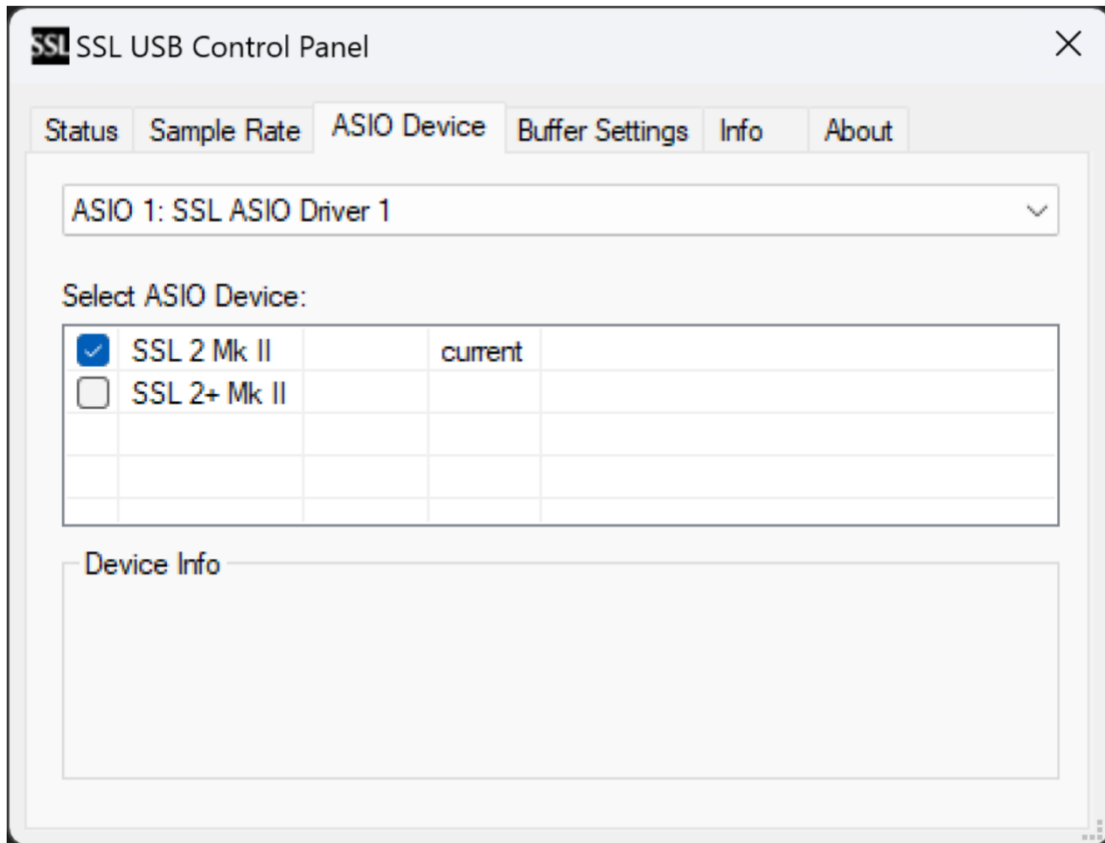 SSL SSL USB Control Panel
Status Sample Rate ASIO Device Buffer Settings Info About
ASIO 1: SSL ASIO Driver 1
Select ASIO Device:
SSL 2 Mk II current
SSL 2+ Mk II
Device Info